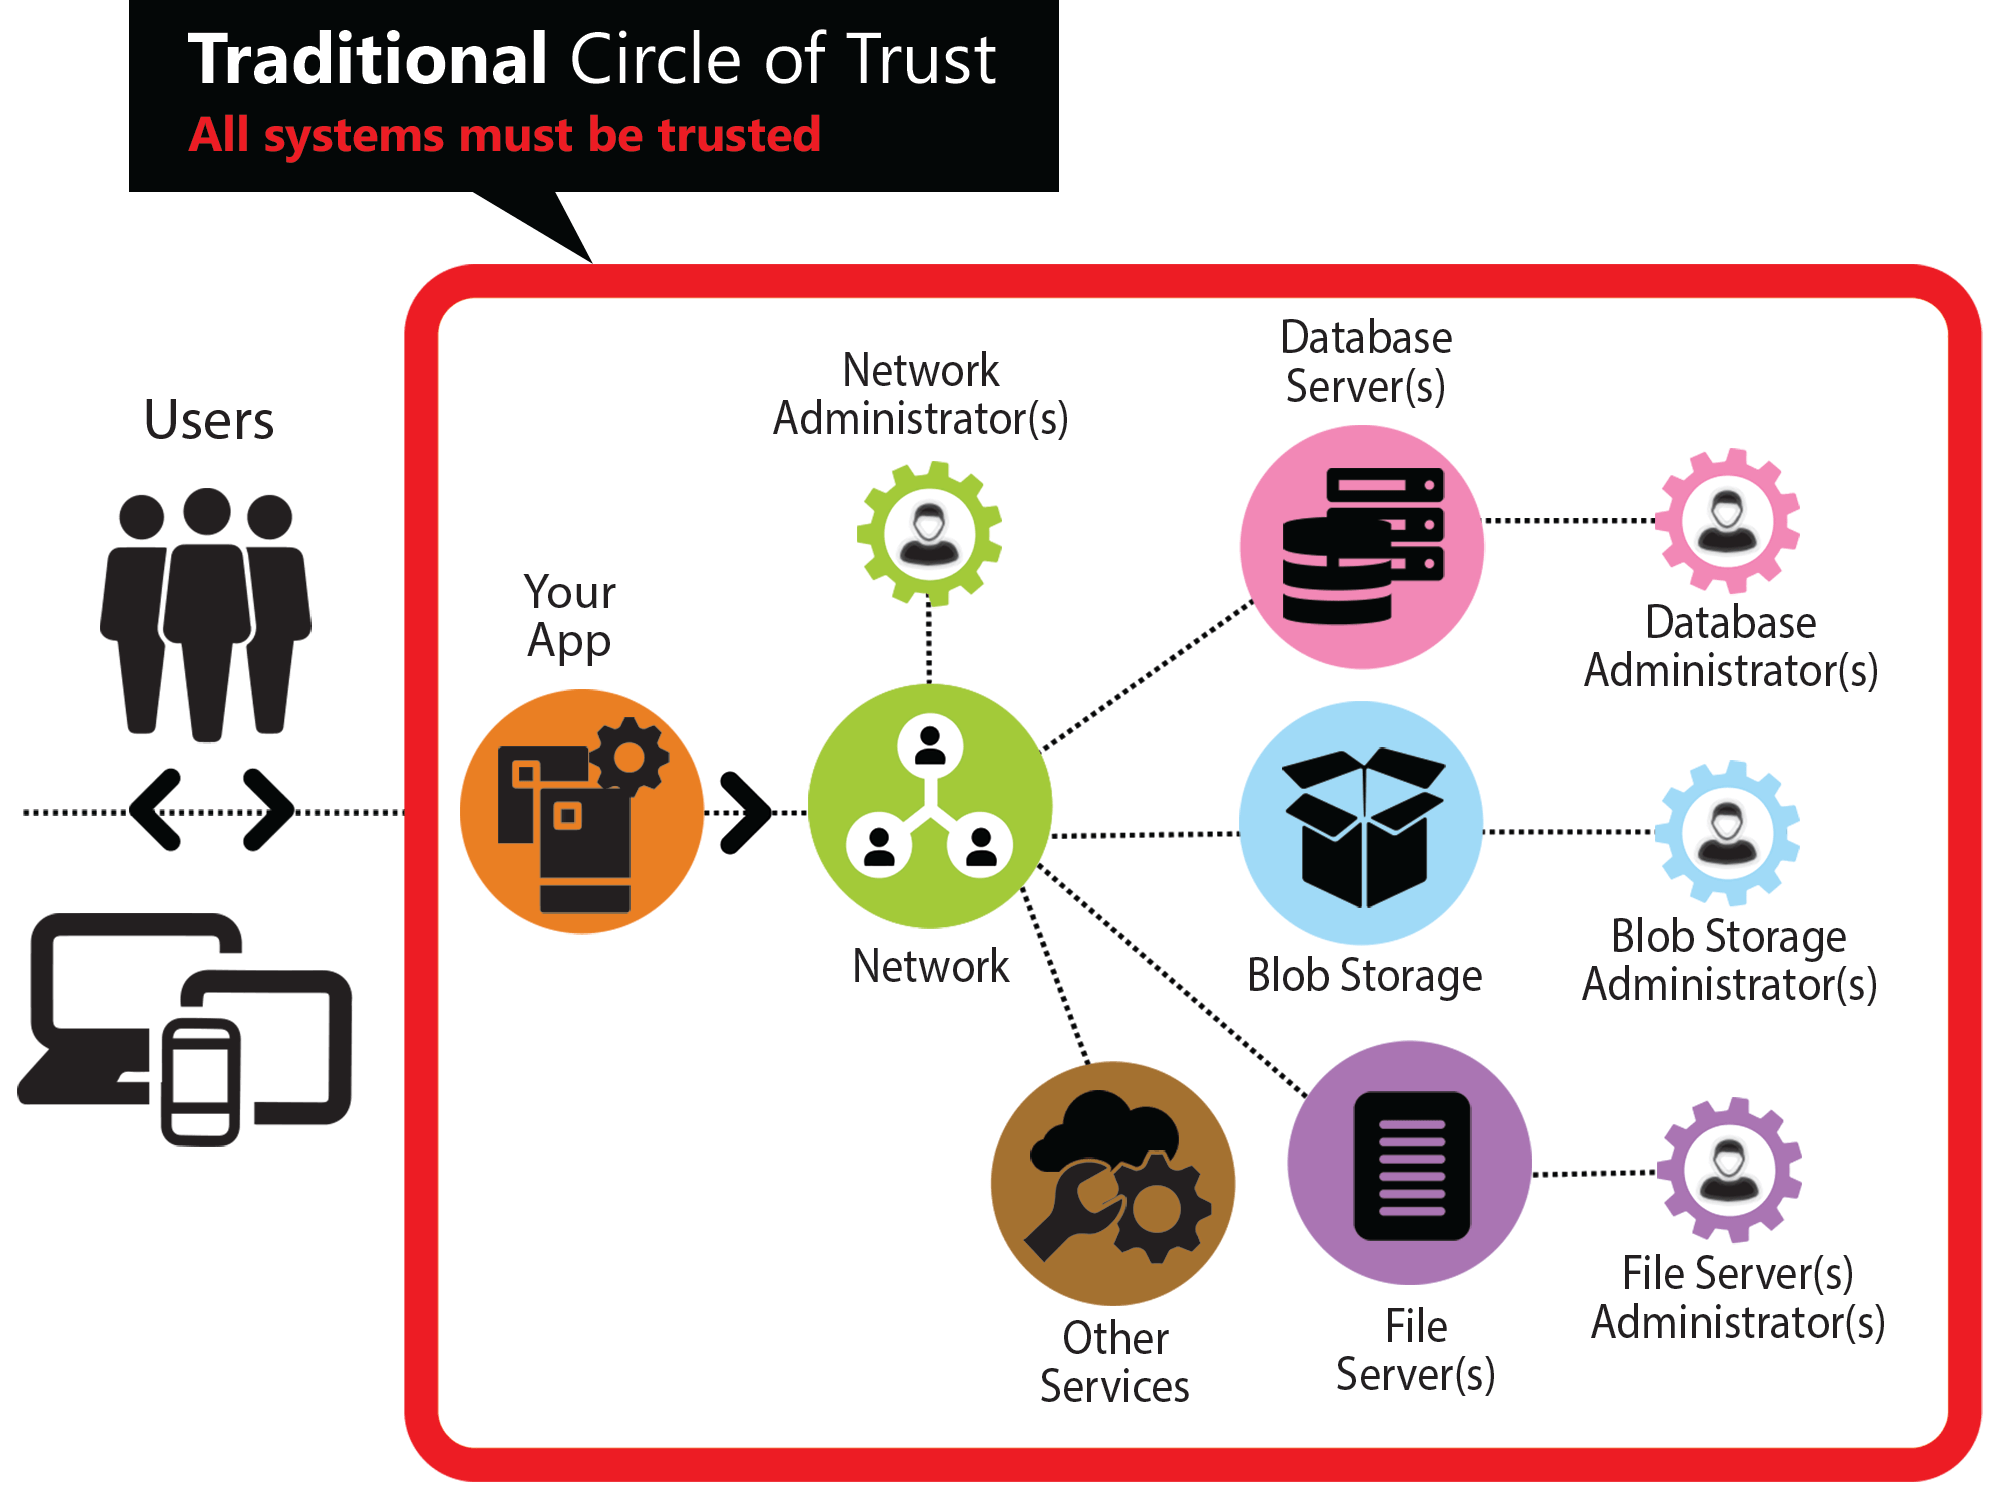 Traditional Circle of Trust
All systems must be trusted
Users
Your
App
Network
Administrator(s)
Network
Database
Server(s)
Database
Administrator(s)
Blob Storage
Blob Storage
Administrator(s)
Other
Services
File
Server(s)
File Server(s)
Administrator(s)